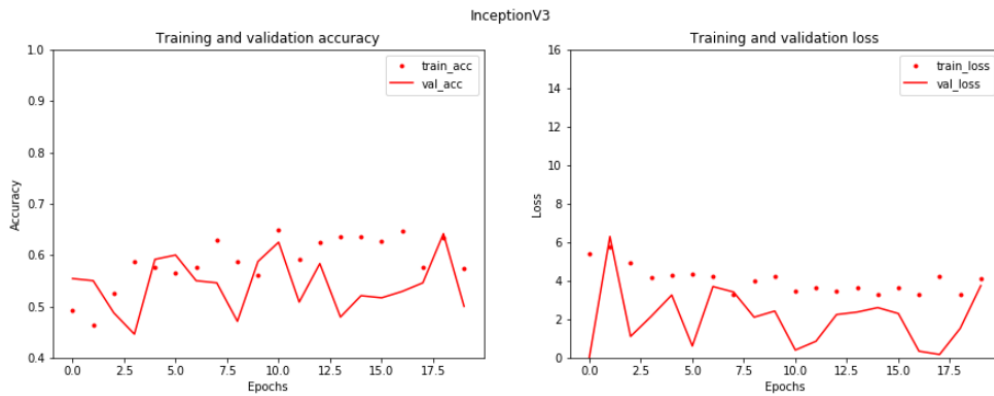 InceptionV3
Training and validation accuracy
1.0
0.9
0.8
0.7
0.6
0.5
0.4
Accuracy
train_acc
val_acc
0.0 2.5 5.0 7.5 10.0 12.5 15.0 17.5
Epochs
Training and validation loss
16
14
12
10
8
6
4
2
0
Loss
train_loss
val_loss
0.0 2.5 5.0 7.5 10.0 12.5 15.0 17.5
Epochs